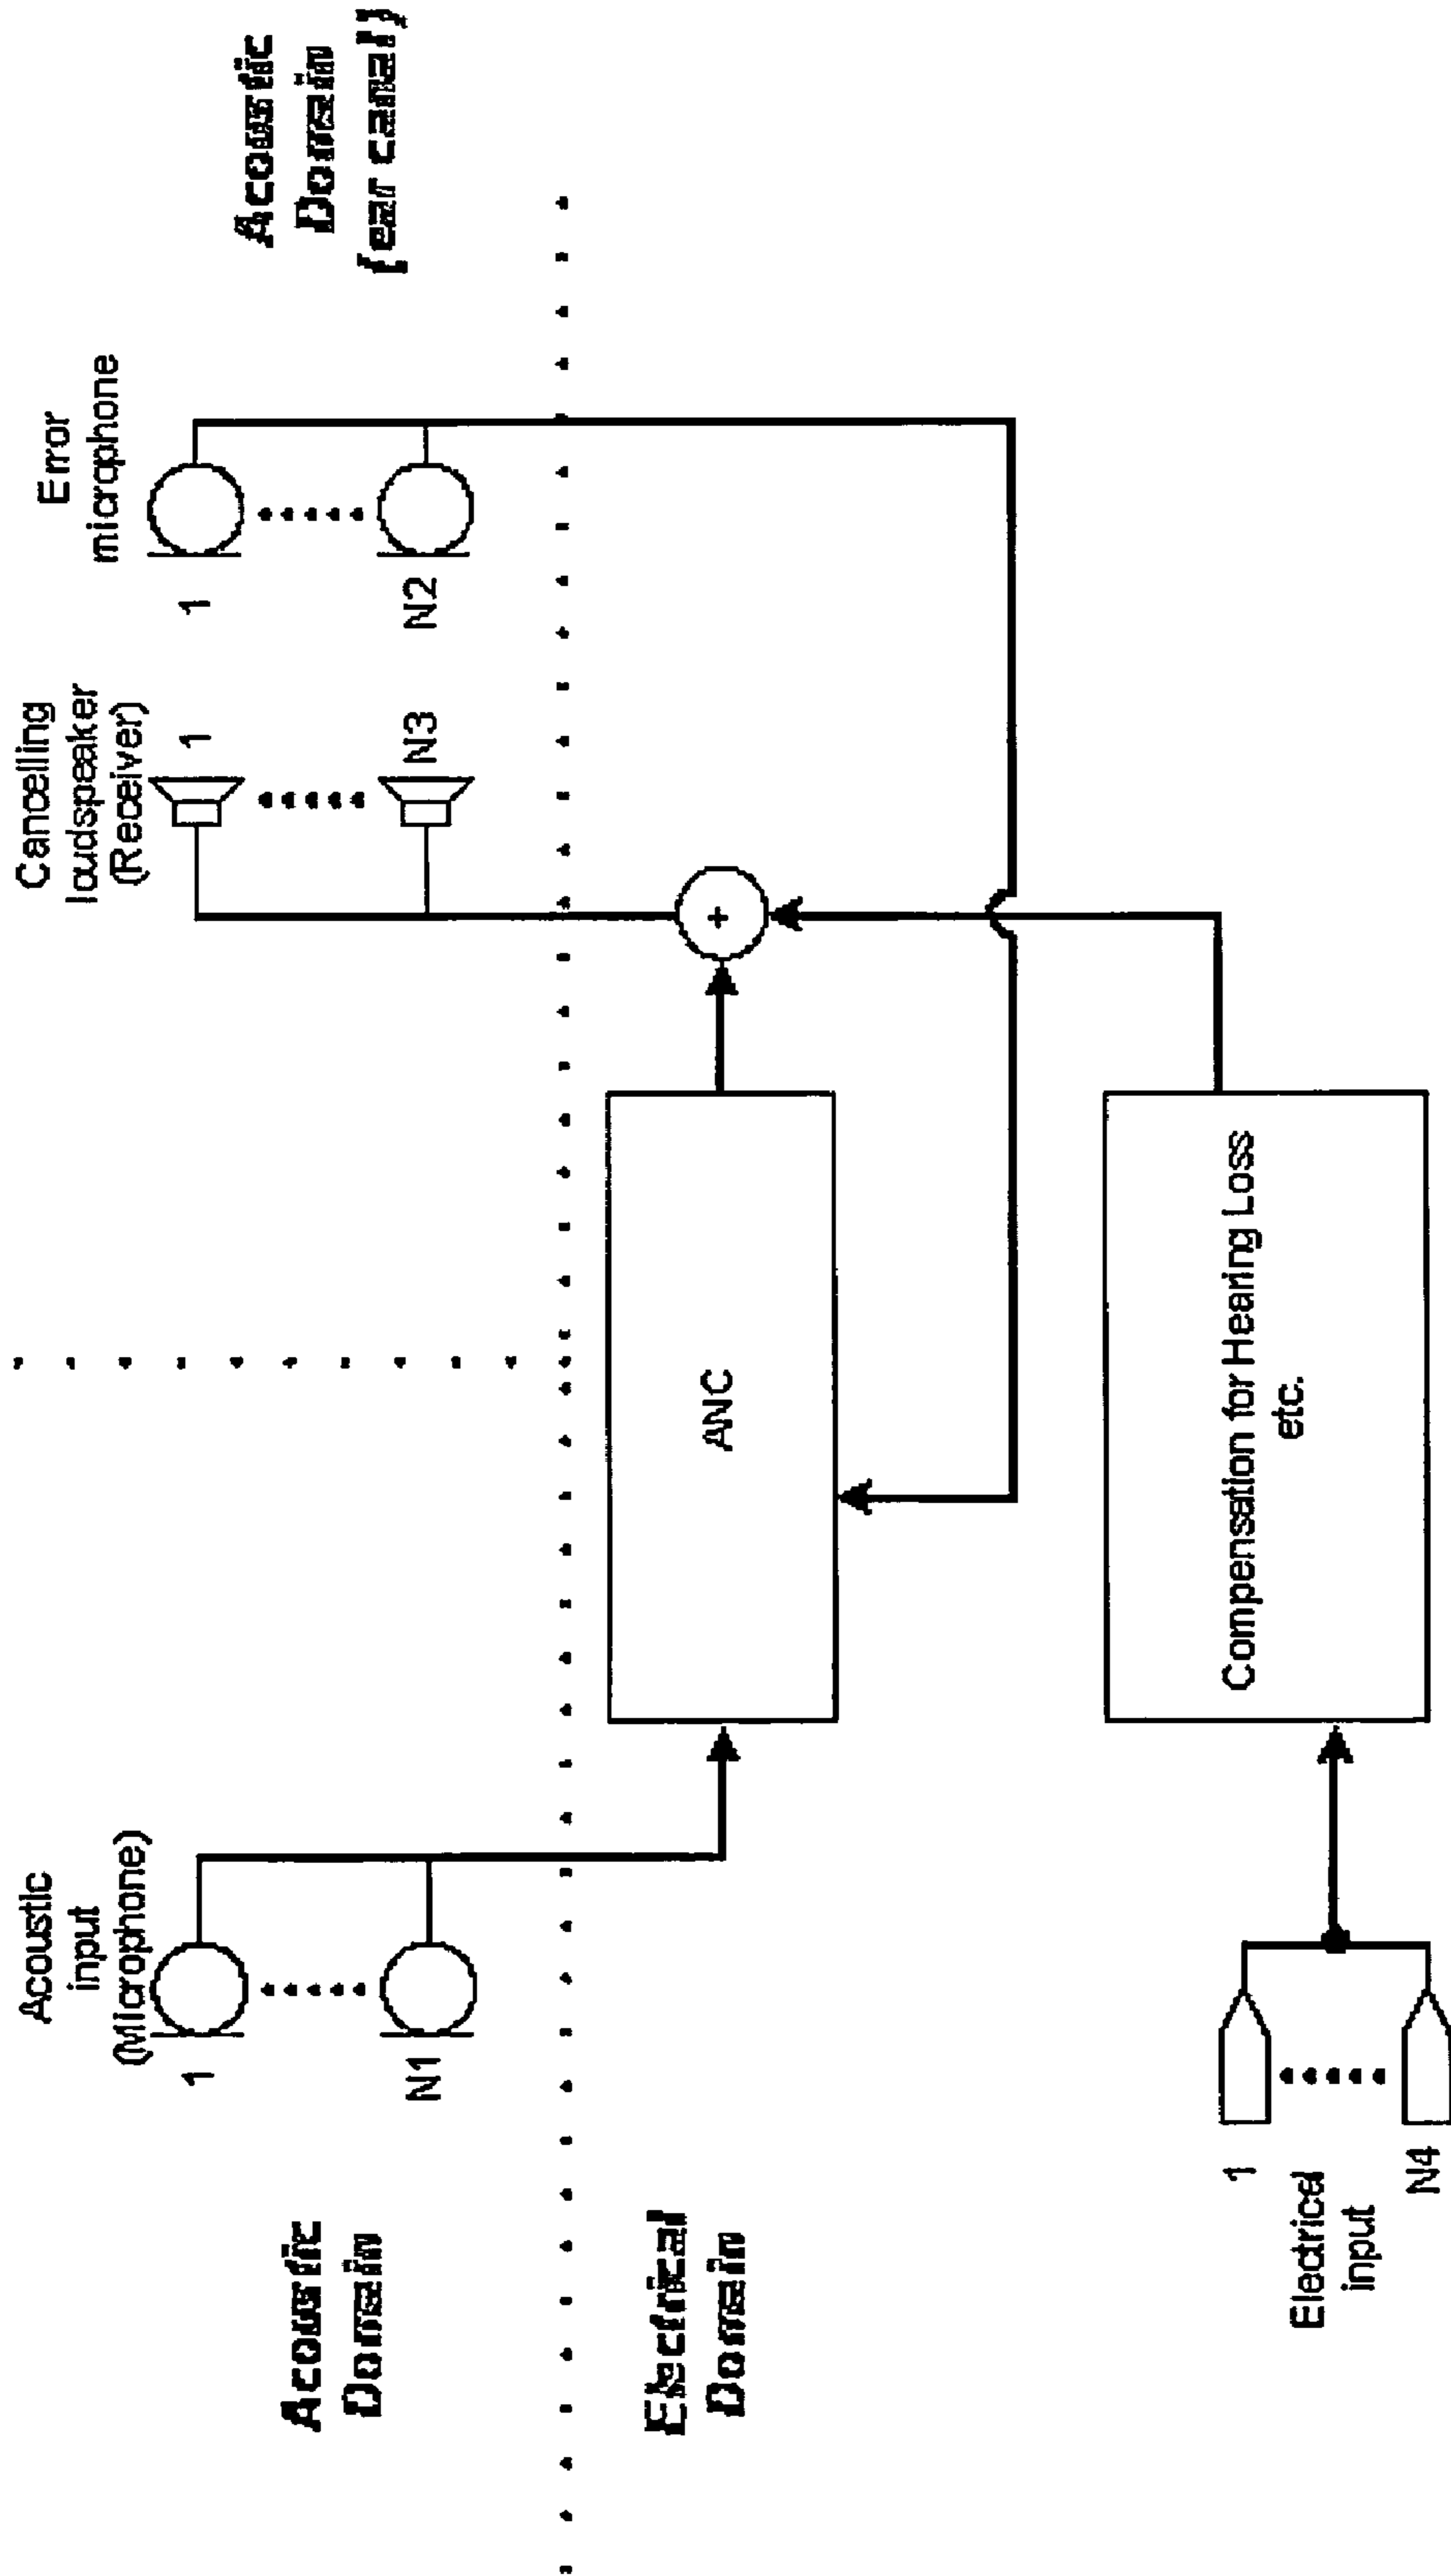 Acoustic
input
(Microphone)
1
N1
Cancelling
loudspeaker
(Receiver)
1
N3
Error
microphone
1
N2
Acoustic
Domain
Acoustic
Domain
(ear canal)
Electrical
Domain
ANC
+
Compensation for Hearing Loss
etc.
1
Electrical
input
N4